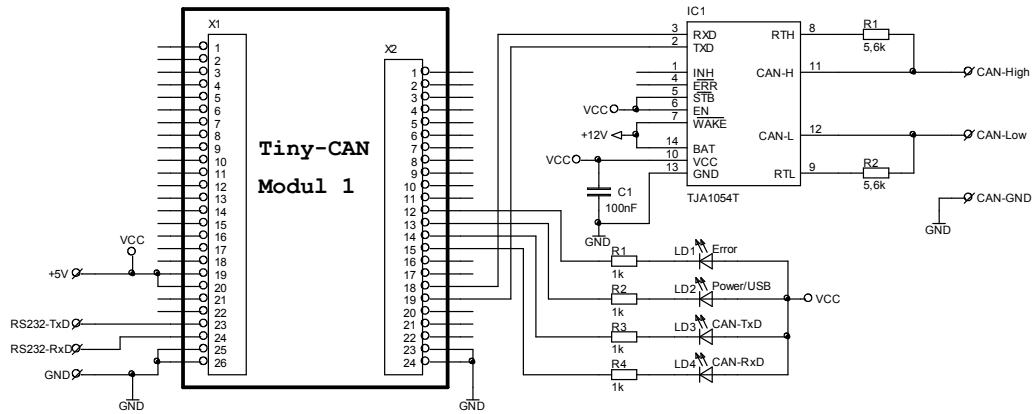 X1
1
2
3
4
5
6
7
8
9
10
11
12
13
14
15
16
17
18
19
20
21
22
23
24
25
26
VCC
+5V
RS232-TxD
RS232-RxD
GND
GND
Tiny-CAN
Modul 1
X2
1
2
3
4
5
6
7
8
9
10
11
12
13
14
15
16
17
18
19
20
21
22
23
24
GND
IC1
3 RXD RTH 8
2 TXD
1 INH CAN-H 11
4 ERR
5 STB
6 EN
7 WAKE CAN-L 12
14 BAT
10 VCC
13 GND RTL 9
TJA1054T
VCC
+12V
VCC
C1
100nF
GND
R1
5,6k
CAN-High
CAN-Low
R2
5,6k
CAN-GND
GND
R1 LD1 Error
1k
R2 LD2 Power/USB
1k
VCC
R3 LD3 CAN-TxD
1k
R4 LD4 CAN-RxD
1k